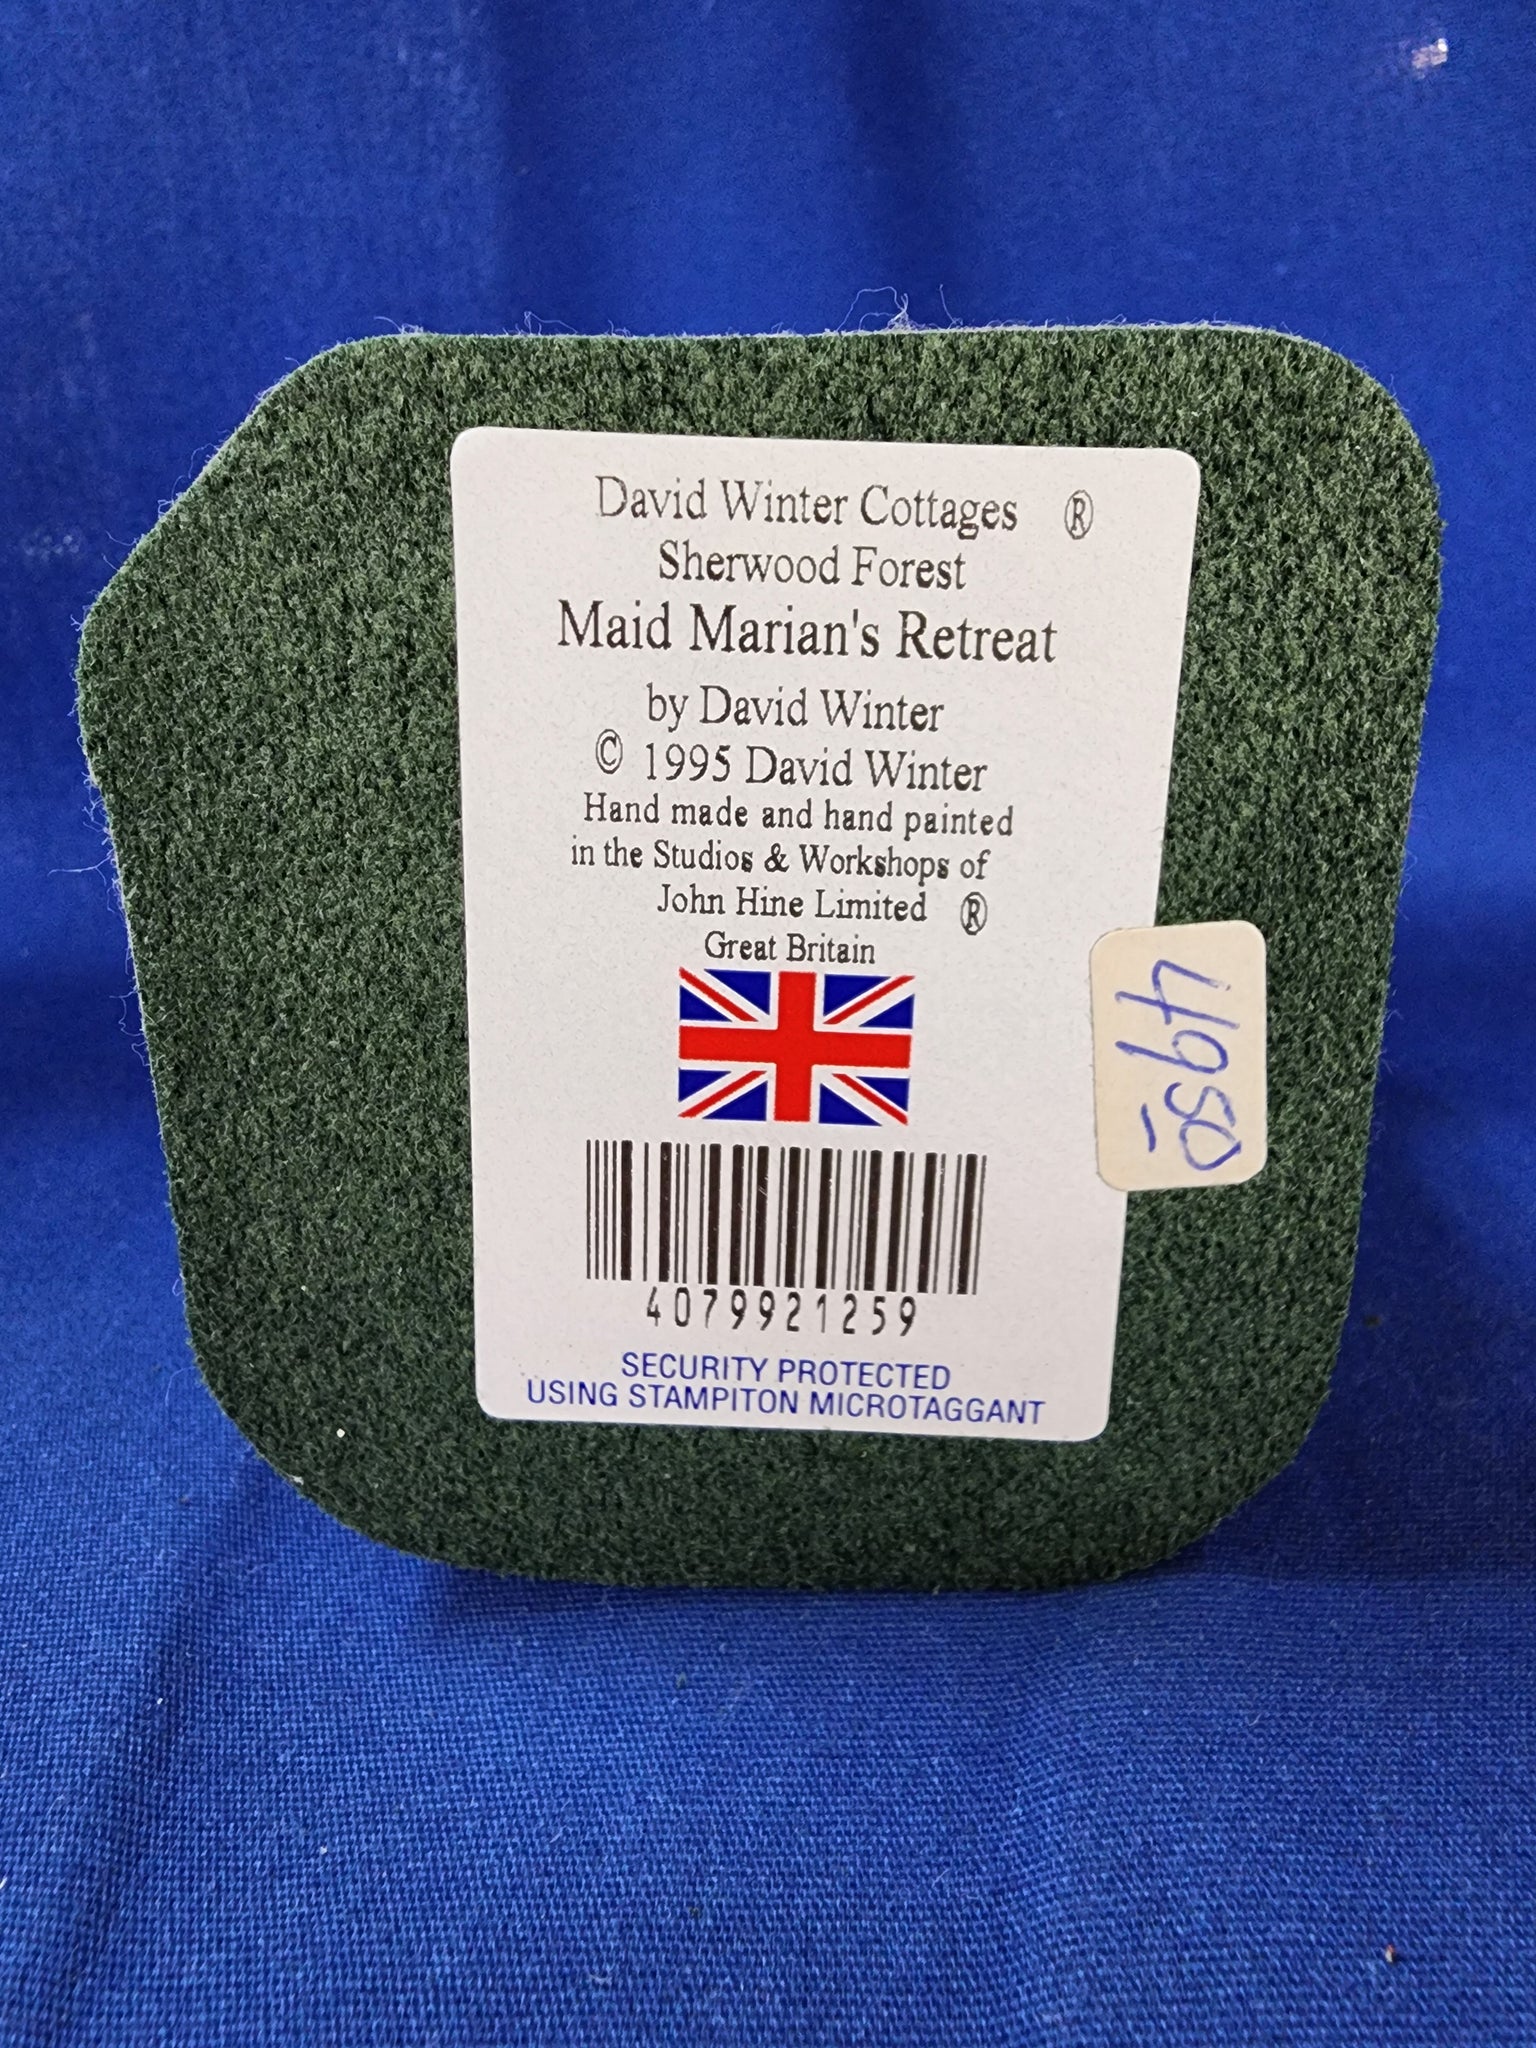 David Winter Cottages ®
Sherwood Forest
Maid Marian's Retreat
by David Winter
© 1995 David Winter
Hand made and hand painted
in the Studios & Workshops of
John Hine Limited ®
Great Britain
4079921259
SECURITY PROTECTED
USING STAMPITON MICROTAGGANT
4950